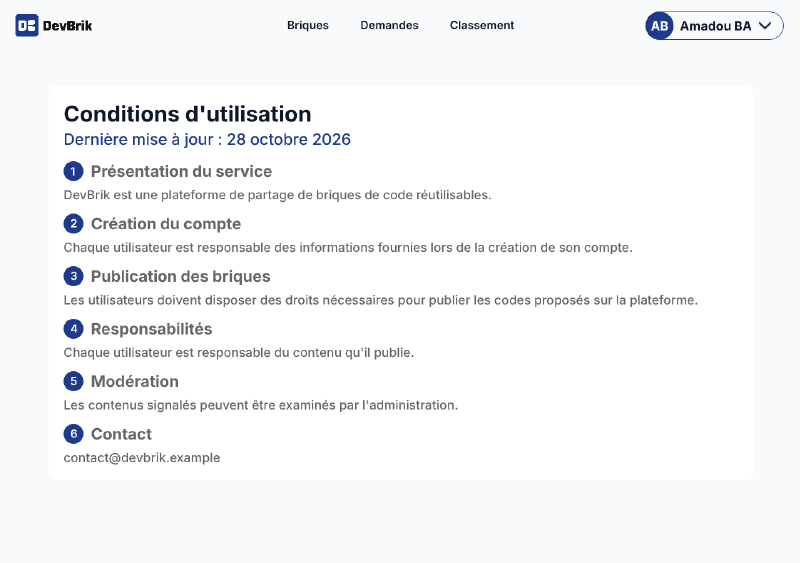 DevBrik
Briques
Demandes
Classement
AB
Amadou BA
Conditions d'utilisation
Dernière mise à jour : 28 octobre 2026
1 Présentation du service
DevBrik est une plateforme de partage de briques de code réutilisables.
2 Création du compte
Chaque utilisateur est responsable des informations fournies lors de la création de son compte.
3 Publication des briques
Les utilisateurs doivent disposer des droits nécessaires pour publier les codes proposés sur la plateforme.
4 Responsabilités
Chaque utilisateur est responsable du contenu qu'il publie.
5 Modération
Les contenus signalés peuvent être examinés par l'administration.
6 Contact
contact@devbrik.example